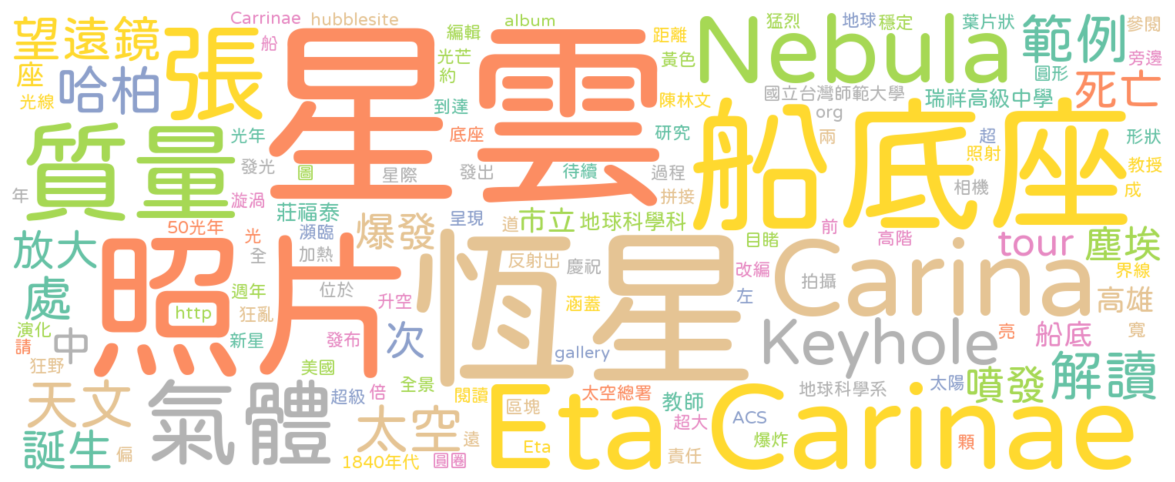 Carrinae hubblesite 編輯 album 距離 猛烈 地球 穩定 葉片狀 參閱
望遠鏡 張 星雲 Nebula 範例
座 哈柏 船 光芒 約 黃色 圓形 旁邊
光線 到達 陳林文 國立台灣師範大學 瑞祥高級中學 死亡
質量 光年 底座 研究 org 兩 超 形狀
發光 圖 星際 發出 待續 過程 船底座 照射 教授
年 漩渦 拼接 相機 成
50光年 莊福泰 爆發 呈現 道 市立 地球科學科 前
放大 光 瀕臨 目睹 高階 tour 塵埃
照片 全 加熱 恆星 反射出 慶祝 改編 Carina 界線
處 週年 位於 升空 涵蓋 左 拍攝 高雄
http 狂亂
演化 中 新星 發布 次 Keyhole 亮 船底 寬
請 狂野 美國 gallery 解讀
天文 氣體 超級 倍 全景 閱讀 太空總署 教師 地球科學系 太陽 噴發
太空 Eta Carinae 區塊 超大 ACS
誕生 偏 遠 Eta 爆炸 顆
1840年代 圓圈 責任